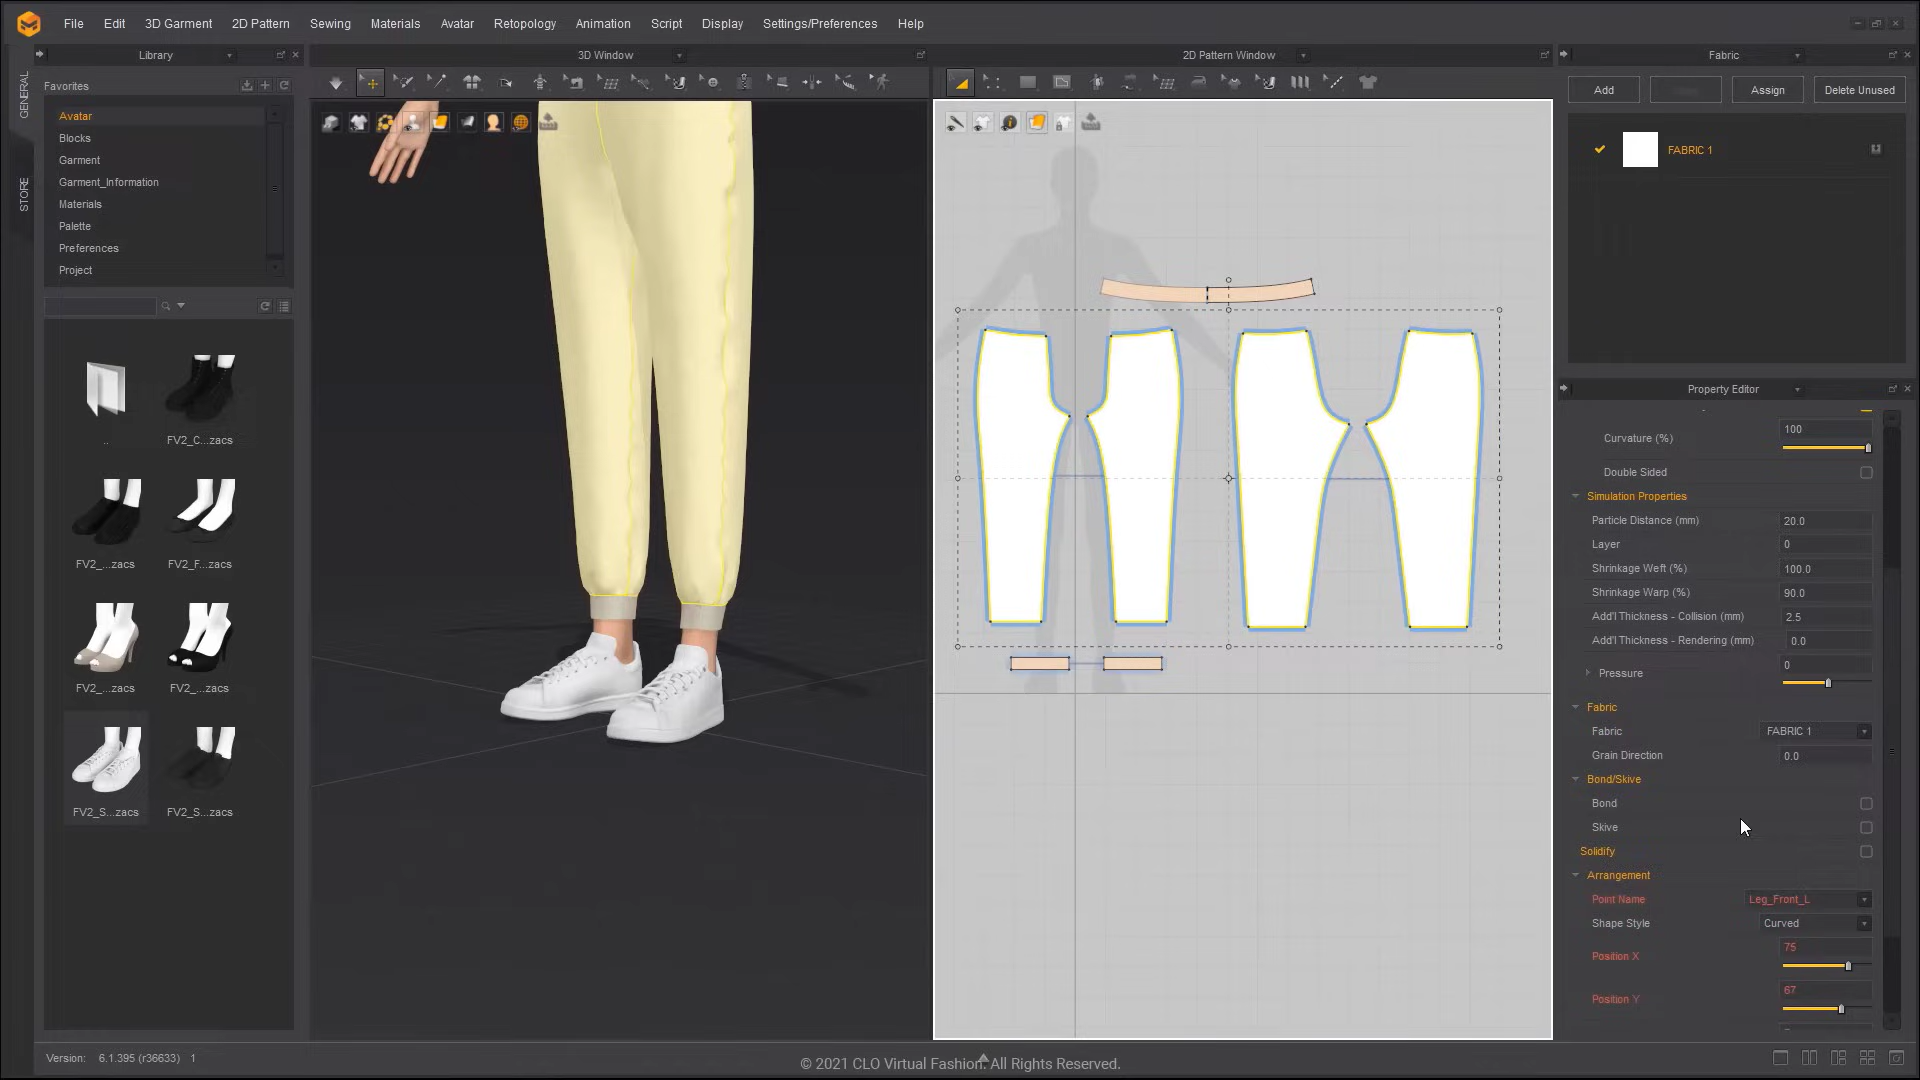 File Edit 3D Garment 2D Pattern Sewing Materials Avatar Retopology Animation Script Display Settings/Preferences Help
Library
3D Window
2D Pattern Window
Fabric
GENERAL
STORE
Favorites
Avatar
Blocks
Garment
Garment_Information
Materials
Palette
Preferences
Project
..
FV2_C...zacs
FV2_...zacs
FV2_F...zacs
FV2_...zacs
FV2_...zacs
FV2_S...zacs
FV2_S...zacs
Add
Assign
Delete Unused
FABRIC 1
Property Editor
Curvature (%) 100
Double Sided
Simulation Properties
Particle Distance (mm) 20.0
Layer 0
Shrinkage Weft (%) 100.0
Shrinkage Warp (%) 90.0
Add'l Thickness - Collision (mm) 2.5
Add'l Thickness - Rendering (mm) 0.0
Pressure 0
Fabric
Fabric FABRIC 1
Grain Direction 0.0
Bond/Skive
Bond
Skive
Solidify
Arrangement
Point Name Leg_Front_L
Shape Style Curved
Position X 75
Position Y 67
Version: 6.1.395 (r36633) 1
© 2021 CLO Virtual Fashion. All Rights Reserved.